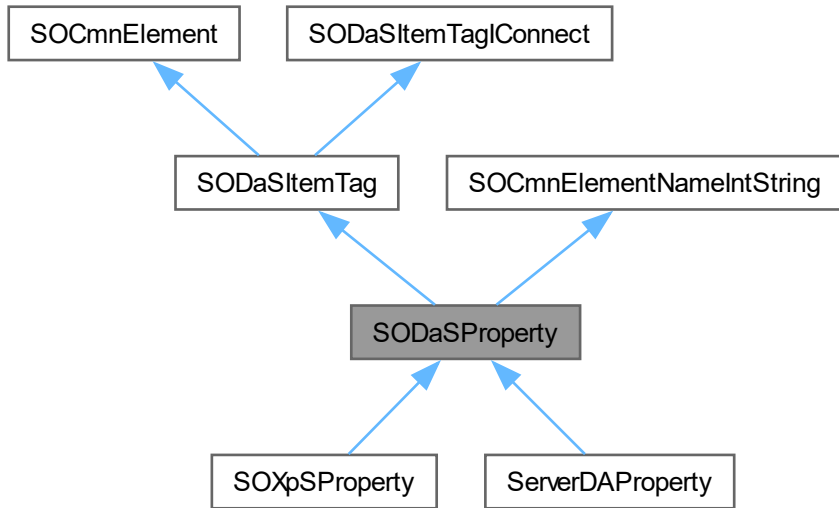 SOCmnElement
SODaSItemTagIConnect
SODaSItemTag
SOCmnElementNameIntString
SODaSProperty
SOXpSProperty
ServerDAProperty